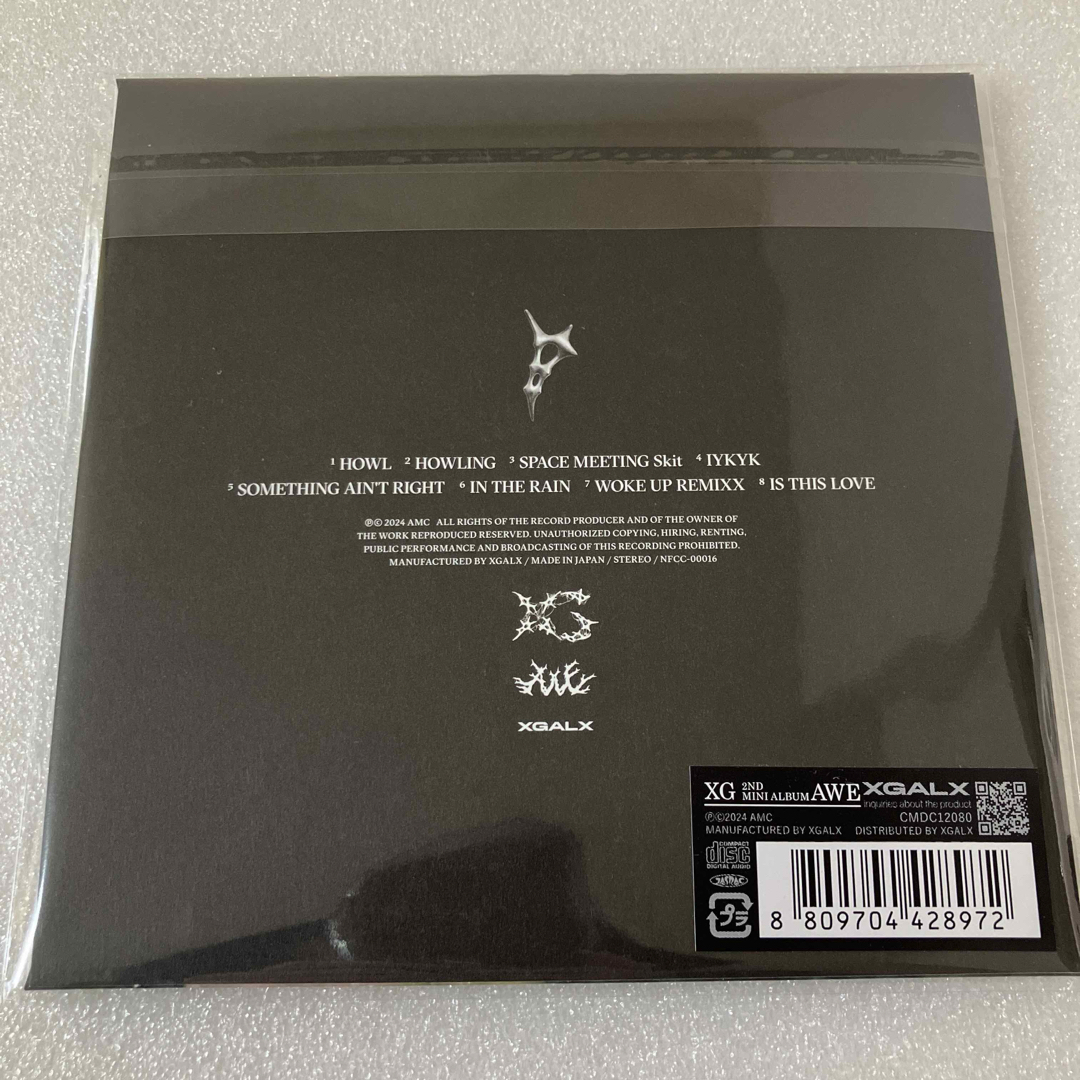 1 HOWL 2 HOWLING 3 SPACE MEETING Skit 4 IYKYK
5 SOMETHING AIN'T RIGHT 6 IN THE RAIN 7 WOKE UP REMIXX 8 IS THIS LOVE
Ⓟ© 2024 AMC ALL RIGHTS OF THE RECORD PRODUCER AND OF THE OWNER OF
THE WORK REPRODUCED RESERVED. UNAUTHORIZED COPYING, HIRING, RENTING,
PUBLIC PERFORMANCE AND BROADCASTING OF THIS RECORDING PROHIBITED.
MANUFACTURED BY XGALX / MADE IN JAPAN / STEREO / NFCC-00016
XG
AWE
XGALX
XG 2ND MINI ALBUM AWE XGALX
inquiries about the product
Ⓟ©2024 AMC CMDC12080
MANUFACTURED BY XGALX DISTRIBUTED BY XGALX
COMPACT
disc
DIGITAL AUDIO
JASRAC
プラ
8 809704 428972